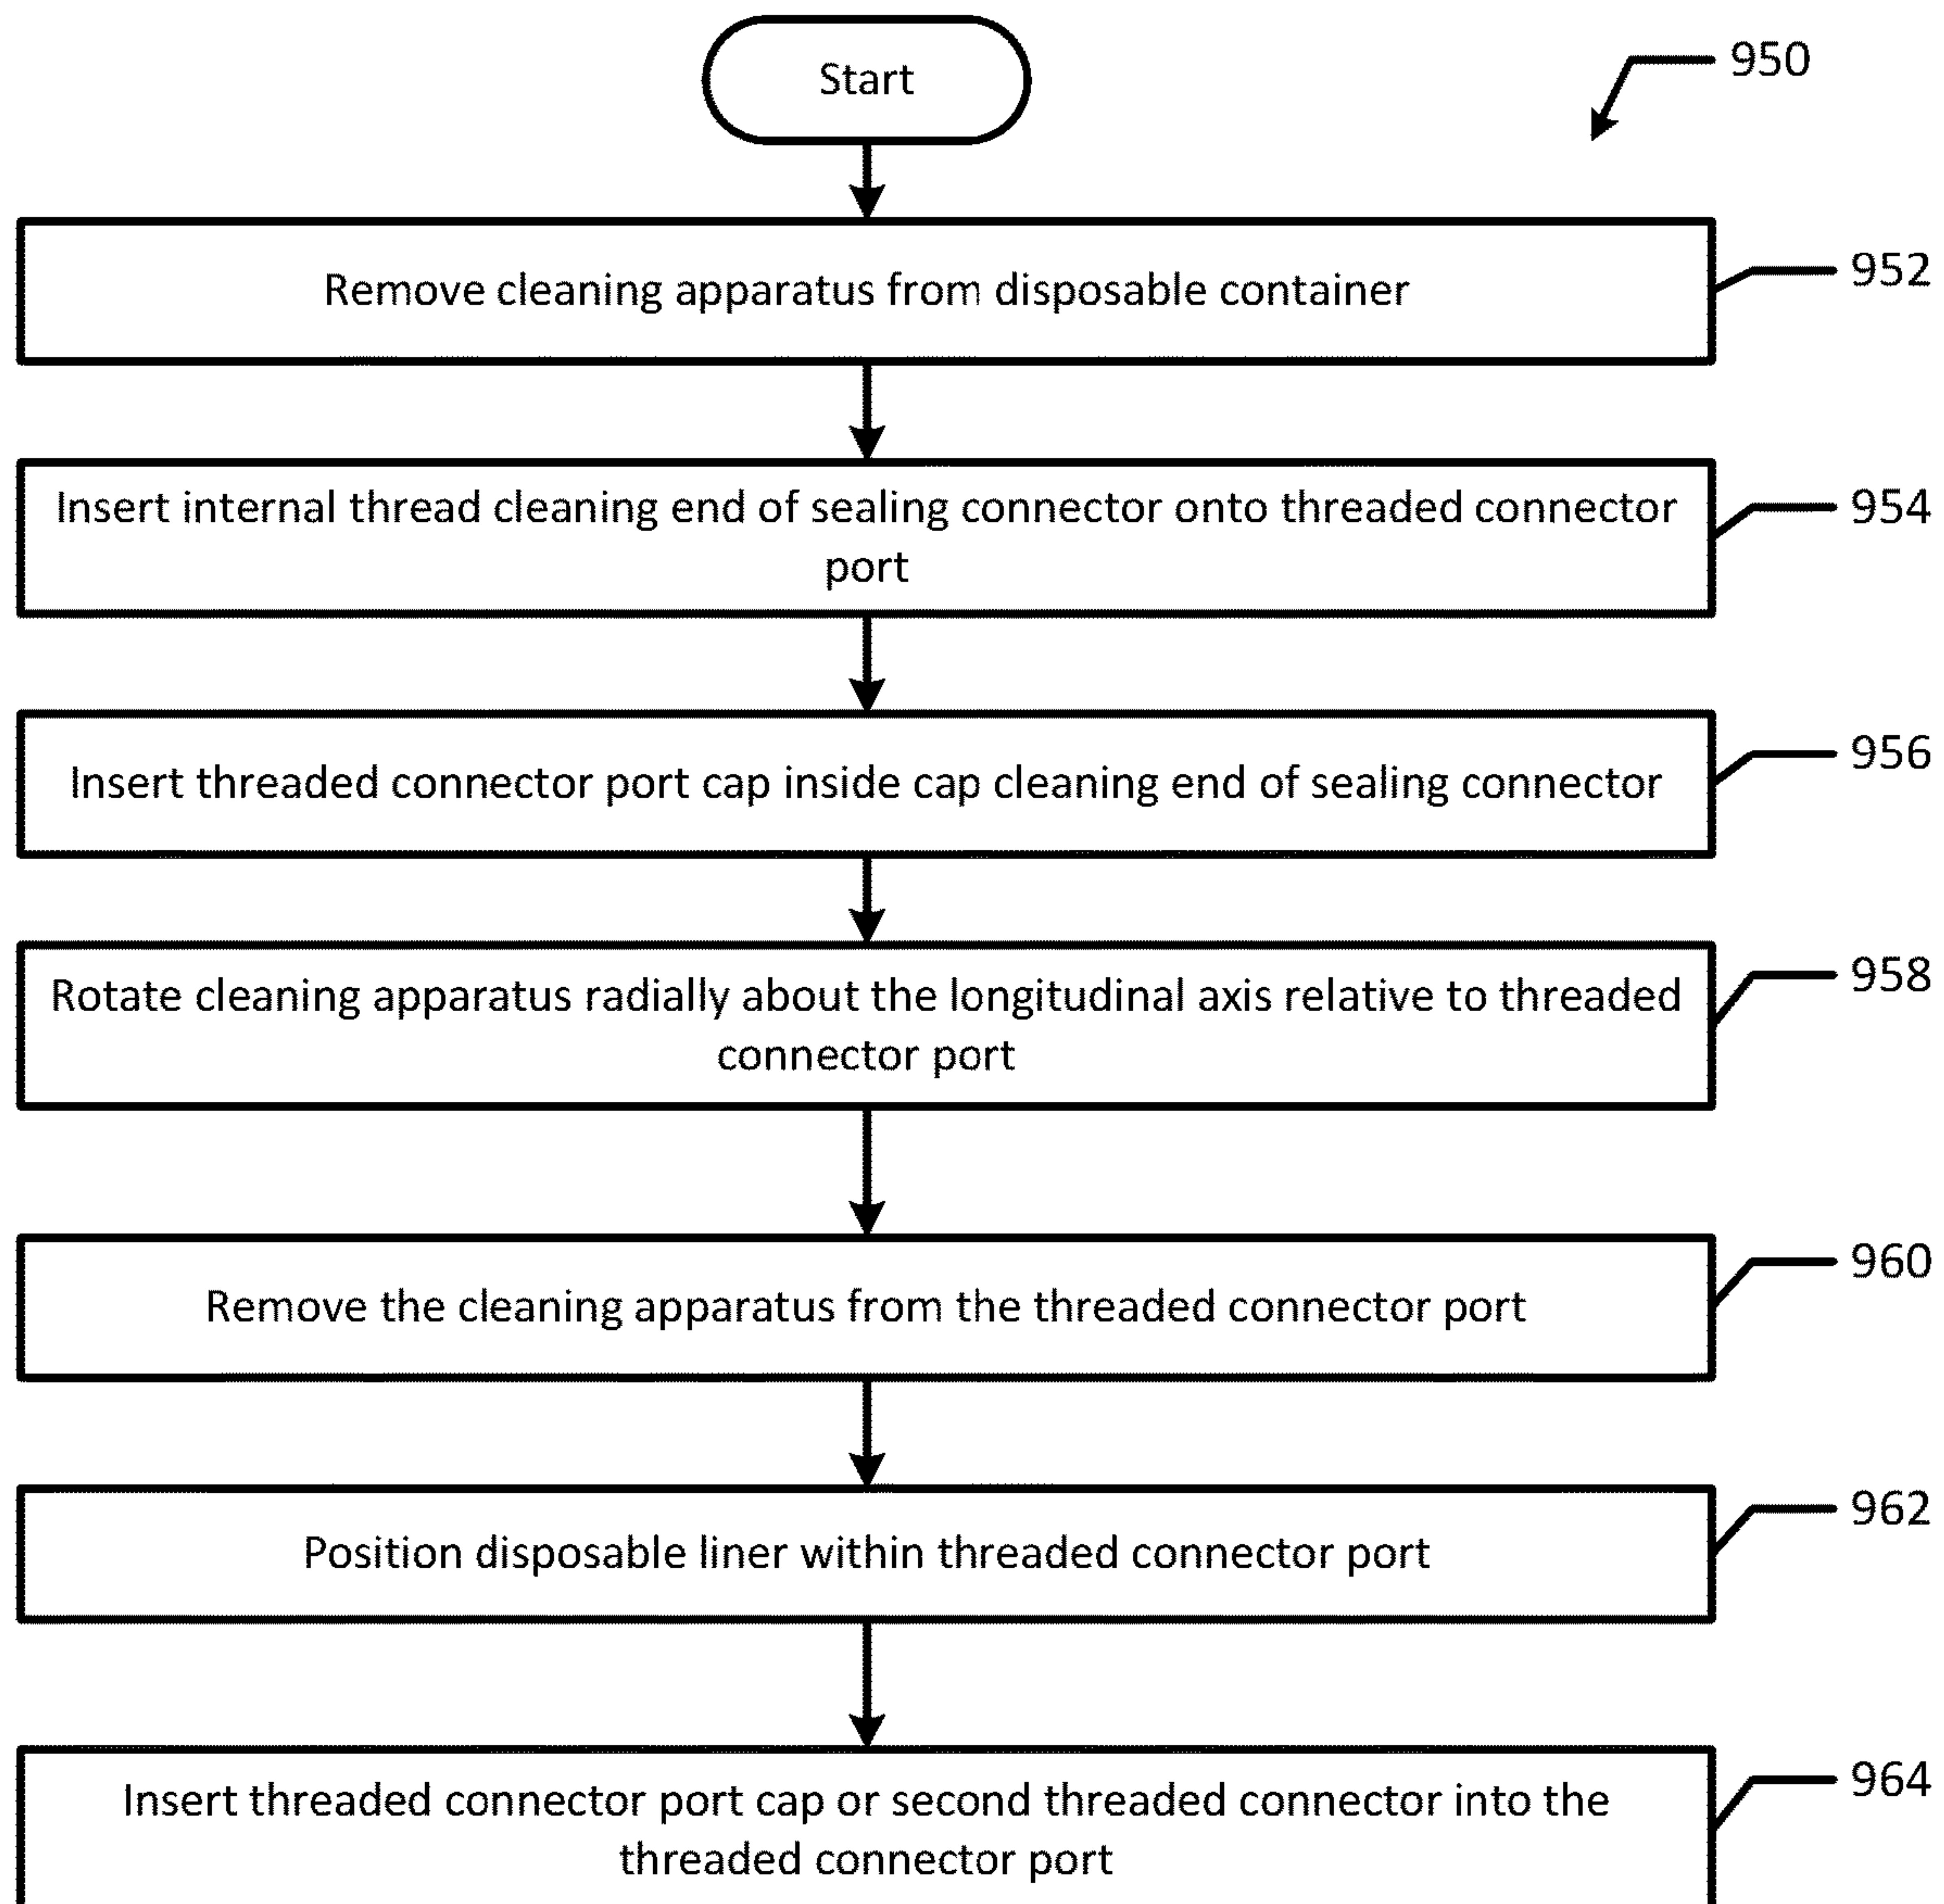 Start
950
Remove cleaning apparatus from disposable container
952
Insert internal thread cleaning end of sealing connector onto threaded connector
port
954
Insert threaded connector port cap inside cap cleaning end of sealing connector
956
Rotate cleaning apparatus radially about the longitudinal axis relative to threaded
connector port
958
Remove the cleaning apparatus from the threaded connector port
960
Position disposable liner within threaded connector port
962
Insert threaded connector port cap or second threaded connector into the
threaded connector port
964